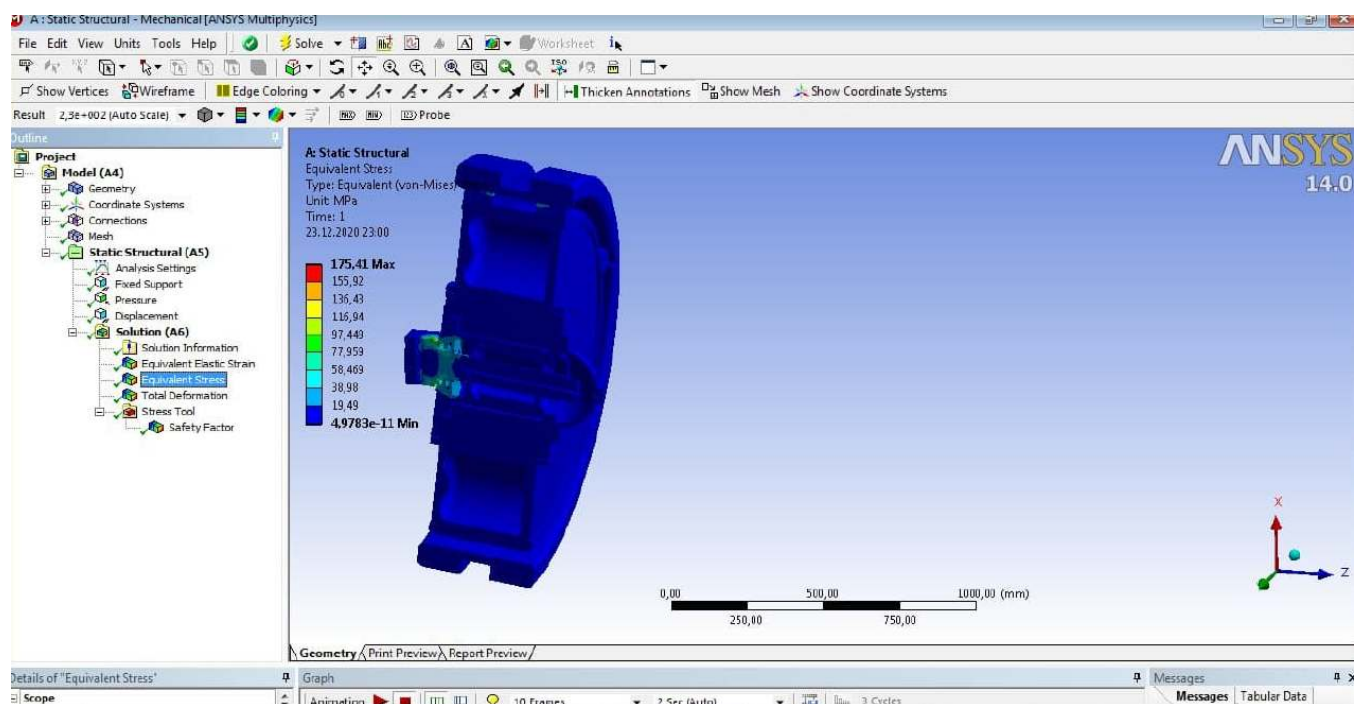 A : Static Structural - Mechanical [ANSYS Multiphysics]
File Edit View Units Tools Help Solve Worksheet
Show Vertices Wireframe Edge Coloring Thicken Annotations Show Mesh Show Coordinate Systems
Result 2,3e+002 (Auto Scale) MAX MIN Probe
Outline
Project
Model (A4)
Geometry
Coordinate Systems
Connections
Mesh
Static Structural (A5)
Analysis Settings
Fixed Support
Pressure
Displacement
Solution (A6)
Solution Information
Equivalent Elastic Strain
Equivalent Stress
Total Deformation
Stress Tool
Safety Factor
A: Static Structural
Equivalent Stress
Type: Equivalent (von-Mises)
Unit: MPa
Time: 1
23.12.2020 23:00
175,41 Max
155,92
136,43
116,94
97,449
77,959
58,469
38,98
19,49
4,9783e-11 Min
ANSYS
14.0
X
Z
0,00 500,00 1000,00 (mm)
250,00 750,00
Geometry Print Preview Report Preview
Details of "Equivalent Stress"
Scope
Graph
Animation 10 Frames 2 Sec (Auto) 3 Cycles
Messages
Messages Tabular Data